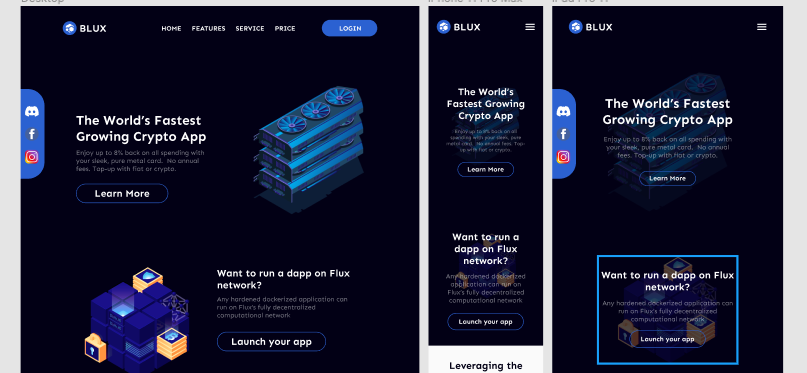 Desktop
iPhone 11 Pro Max
iPad Pro 11"
BLUX
HOME FEATURES SERVICE PRICE
LOGIN
The World's Fastest
Growing Crypto App
Enjoy up to 8% back on all spending with
your sleek, pure metal card. No annual
fees. Top-up with fiat or crypto.
Learn More
Want to run a dapp on Flux
network?
Any hardened dockerized application can
run on Flux's fully decentralized
computational network
Launch your app
BLUX
The World's
Fastest Growing
Crypto App
Enjoy up to 8% back on all
spending with your sleek, pure
metal card. No annual fees. Top-
up with fiat or crypto.
Learn More
Want to run a
dapp on Flux
network?
Any hardened dockerized
application can run on
Flux's fully decentralized
computational network
Launch your app
Leveraging the
BLUX
The World's Fastest
Growing Crypto App
Enjoy up to 8% back on all spending with
your sleek, pure metal card. No annual
fees. Top-up with fiat or crypto.
Learn More
Want to run a dapp on Flux
network?
Any hardened dockerized application can
run on Flux's fully decentralized
computational network
Launch your app